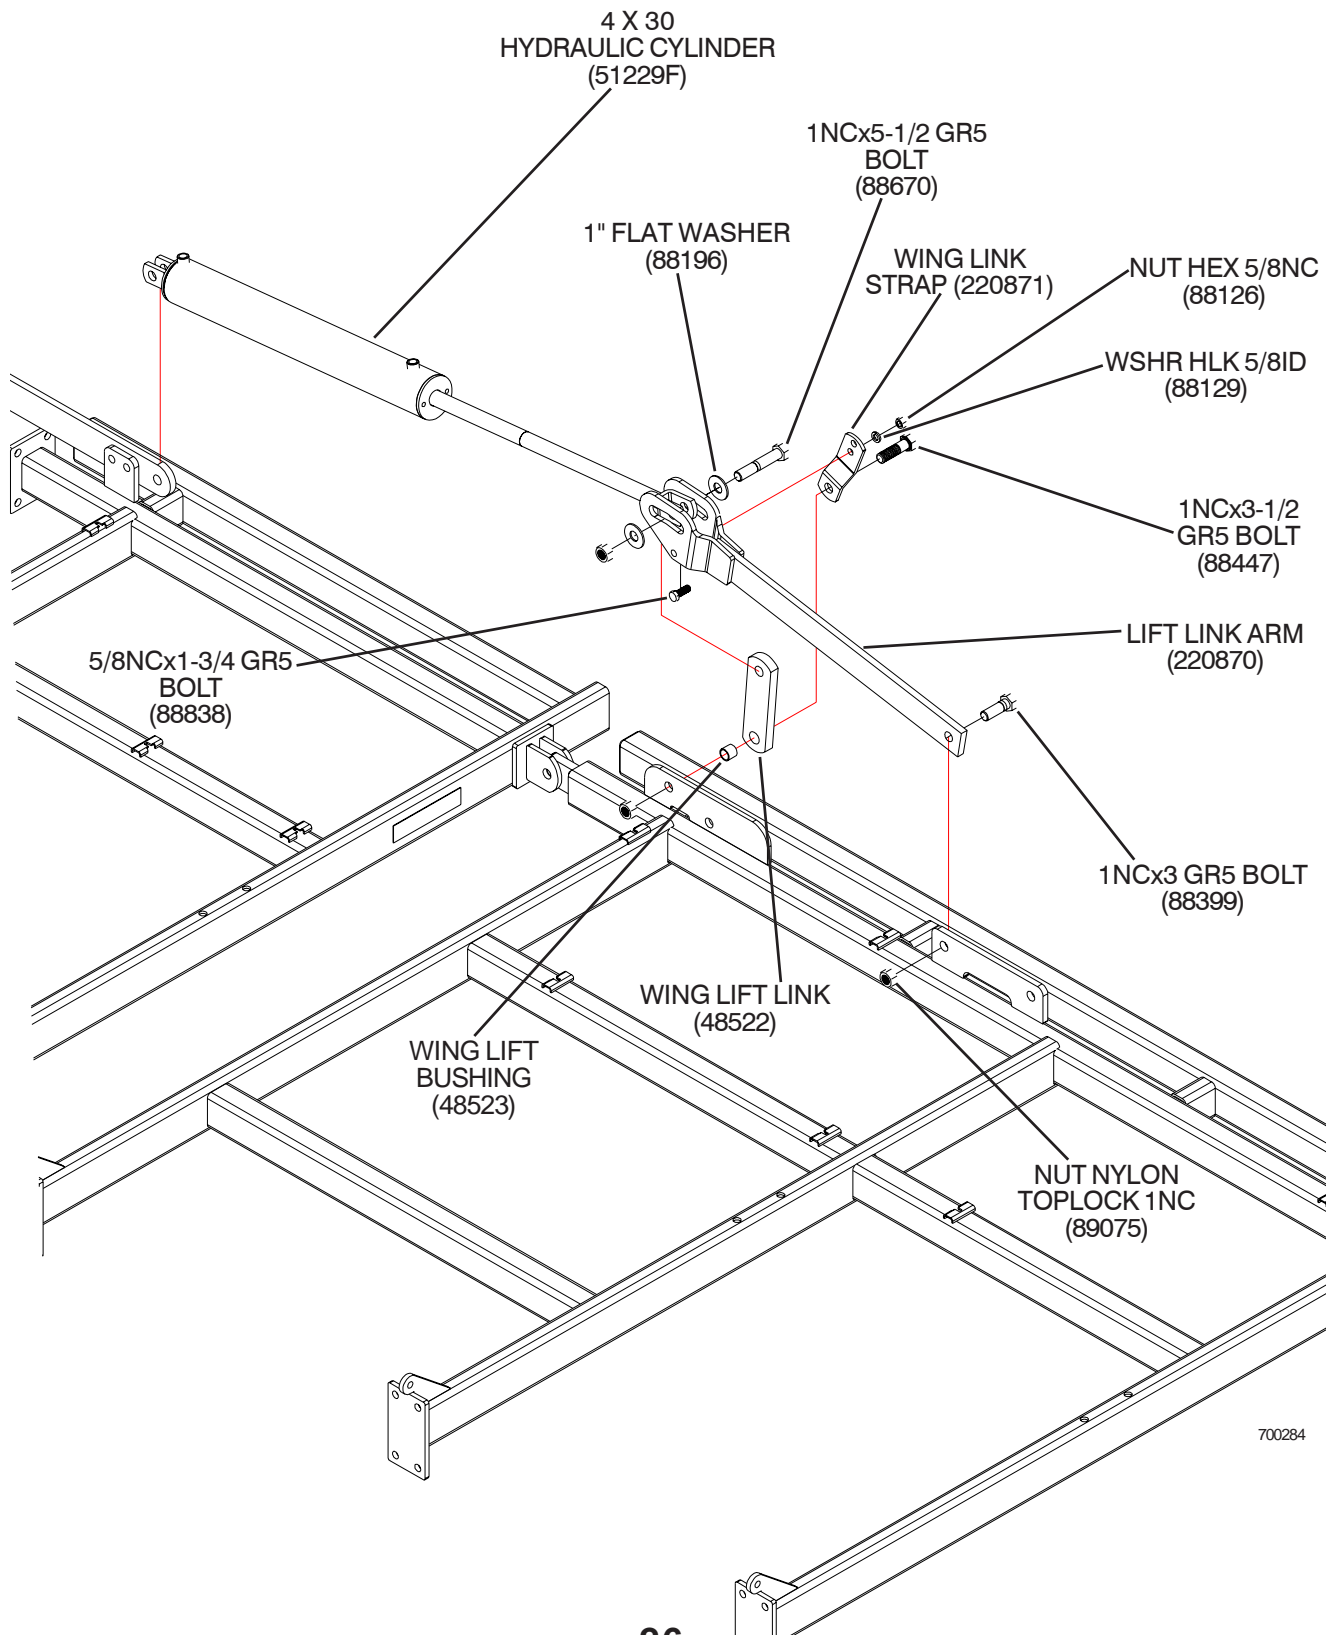 4 X 30
HYDRAULIC CYLINDER
(51229F)
1NCx5-1/2 GR5
BOLT
(88670)
1" FLAT WASHER
(88196)
WING LINK
STRAP (220871)
NUT HEX 5/8NC
(88126)
WSHR HLK 5/8ID
(88129)
1NCx3-1/2
GR5 BOLT
(88447)
LIFT LINK ARM
(220870)
5/8NCx1-3/4 GR5
BOLT
(88838)
1NCx3 GR5 BOLT
(88399)
WING LIFT LINK
(48522)
WING LIFT
BUSHING
(48523)
NUT NYLON
TOPLOCK 1NC
(89075)
700284